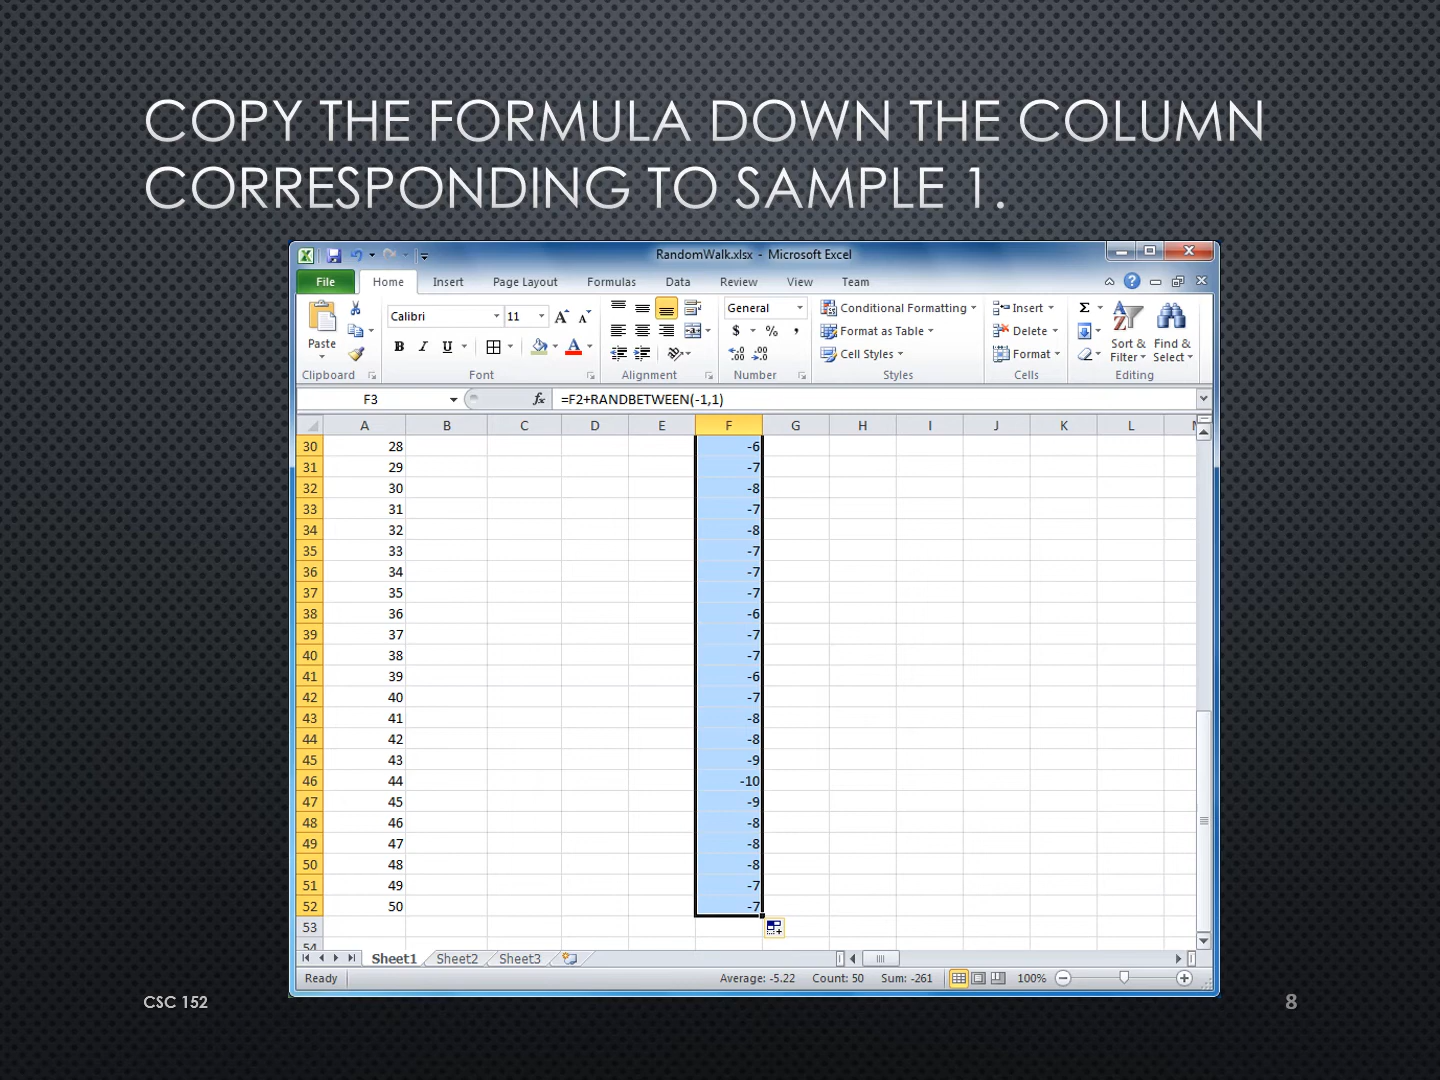 COPY THE FORMULA DOWN THE COLUMN
CORRESPONDING TO SAMPLE 1.
RandomWalk.xlsx - Microsoft Excel
File Home Insert Page Layout Formulas Data Review View Team
Paste
Calibri 11
B I U
General
$ % ,
Conditional Formatting
Format as Table
Cell Styles
Insert
Delete
Format
Σ
Sort & Filter
Find & Select
Clipboard Font Alignment Number Styles Cells Editing
F3 fx =F2+RANDBETWEEN(-1,1)
A B C D E F G H I J K L
30 28 -6
31 29 -7
32 30 -8
33 31 -7
34 32 -8
35 33 -7
36 34 -7
37 35 -7
38 36 -6
39 37 -7
40 38 -7
41 39 -6
42 40 -7
43 41 -8
44 42 -8
45 43 -9
46 44 -10
47 45 -9
48 46 -8
49 47 -8
50 48 -8
51 49 -7
52 50 -7
53
54
Sheet1 Sheet2 Sheet3
Ready Average: -5.22 Count: 50 Sum: -261 100%
CSC 152
8